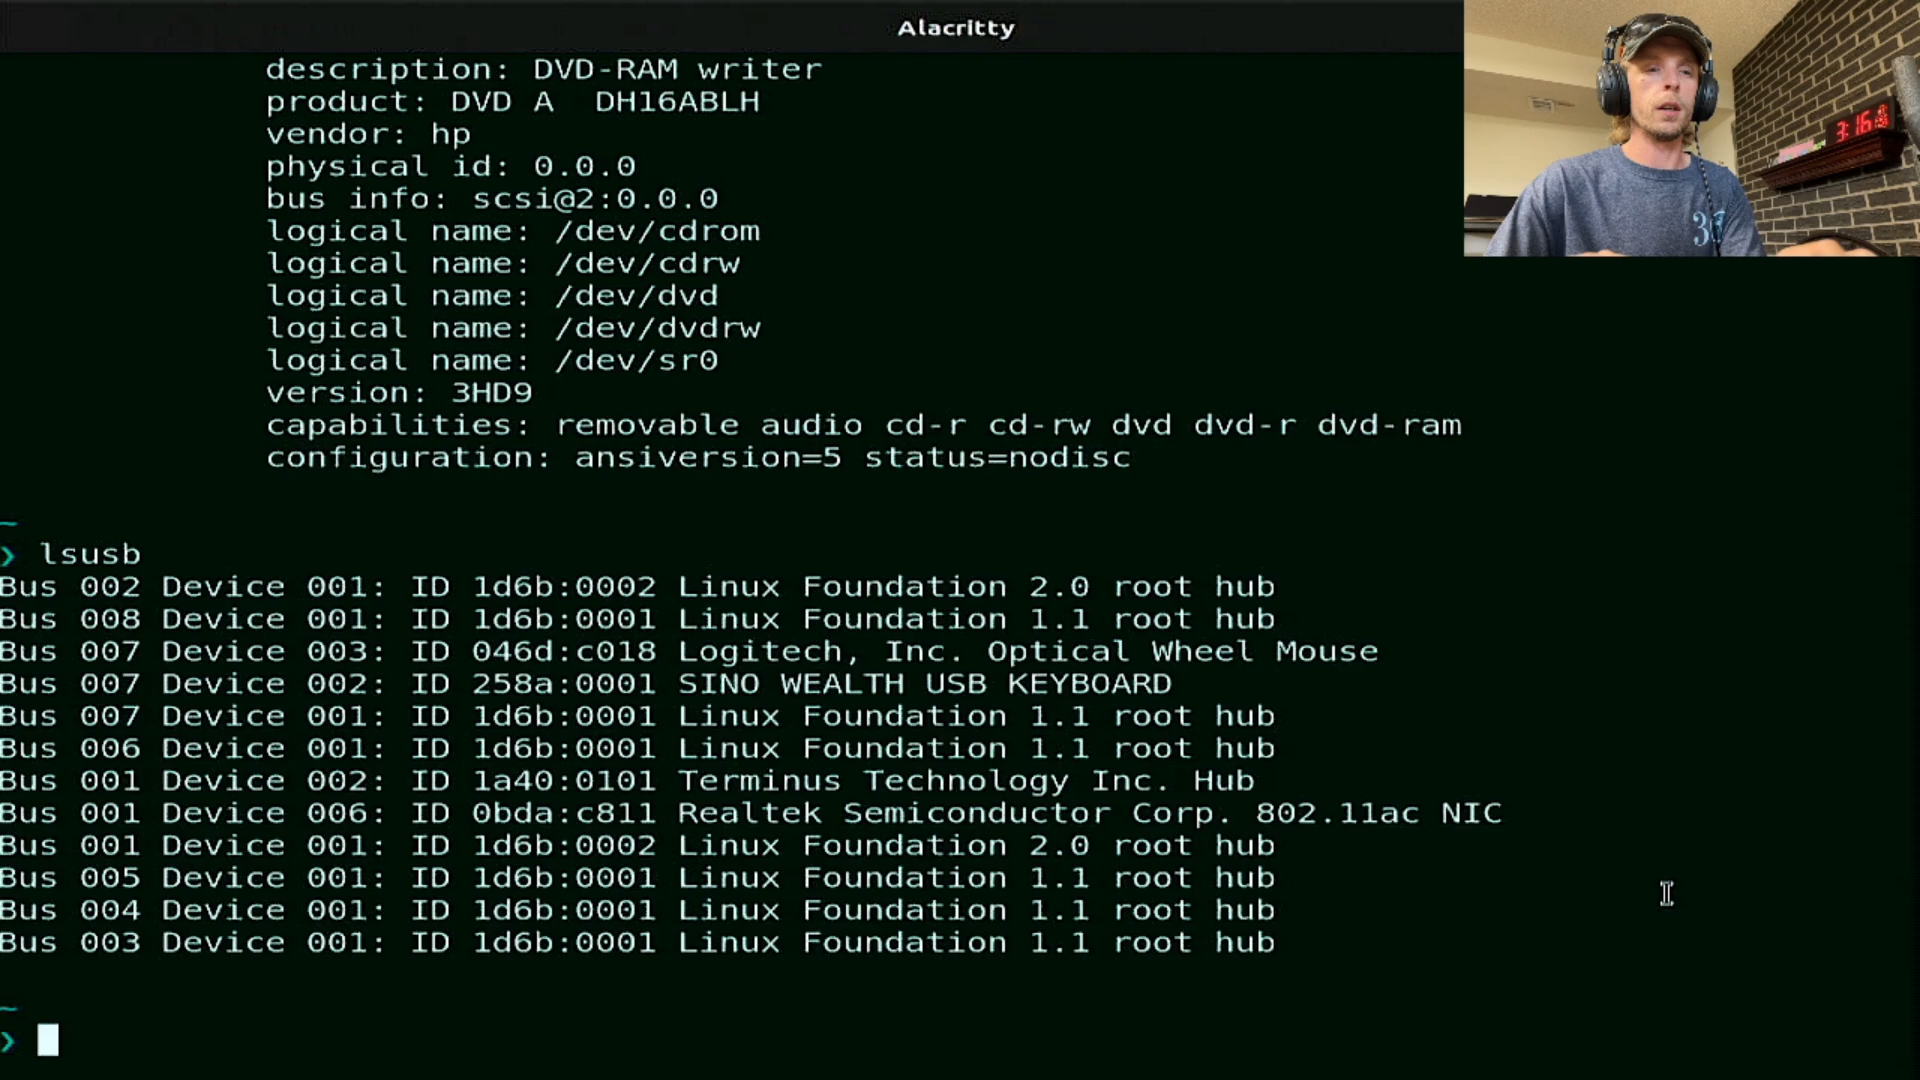 Alacritty
description: DVD-RAM writer
product: DVD A  DH16ABLH
vendor: hp
physical id: 0.0.0
bus info: scsi@2:0.0.0
logical name: /dev/cdrom
logical name: /dev/cdrw
logical name: /dev/dvd
logical name: /dev/dvdrw
logical name: /dev/sr0
version: 3HD9
capabilities: removable audio cd-r cd-rw dvd dvd-r dvd-ram
configuration: ansiversion=5 status=nodisc
~
❯ lsusb
Bus 002 Device 001: ID 1d6b:0002 Linux Foundation 2.0 root hub
Bus 008 Device 001: ID 1d6b:0001 Linux Foundation 1.1 root hub
Bus 007 Device 003: ID 046d:c018 Logitech, Inc. Optical Wheel Mouse
Bus 007 Device 002: ID 258a:0001 SINO WEALTH USB KEYBOARD
Bus 007 Device 001: ID 1d6b:0001 Linux Foundation 1.1 root hub
Bus 006 Device 001: ID 1d6b:0001 Linux Foundation 1.1 root hub
Bus 001 Device 002: ID 1a40:0101 Terminus Technology Inc. Hub
Bus 001 Device 006: ID 0bda:c811 Realtek Semiconductor Corp. 802.11ac NIC
Bus 001 Device 001: ID 1d6b:0002 Linux Foundation 2.0 root hub
Bus 005 Device 001: ID 1d6b:0001 Linux Foundation 1.1 root hub
Bus 004 Device 001: ID 1d6b:0001 Linux Foundation 1.1 root hub
Bus 003 Device 001: ID 1d6b:0001 Linux Foundation 1.1 root hub
~
❯
3:16